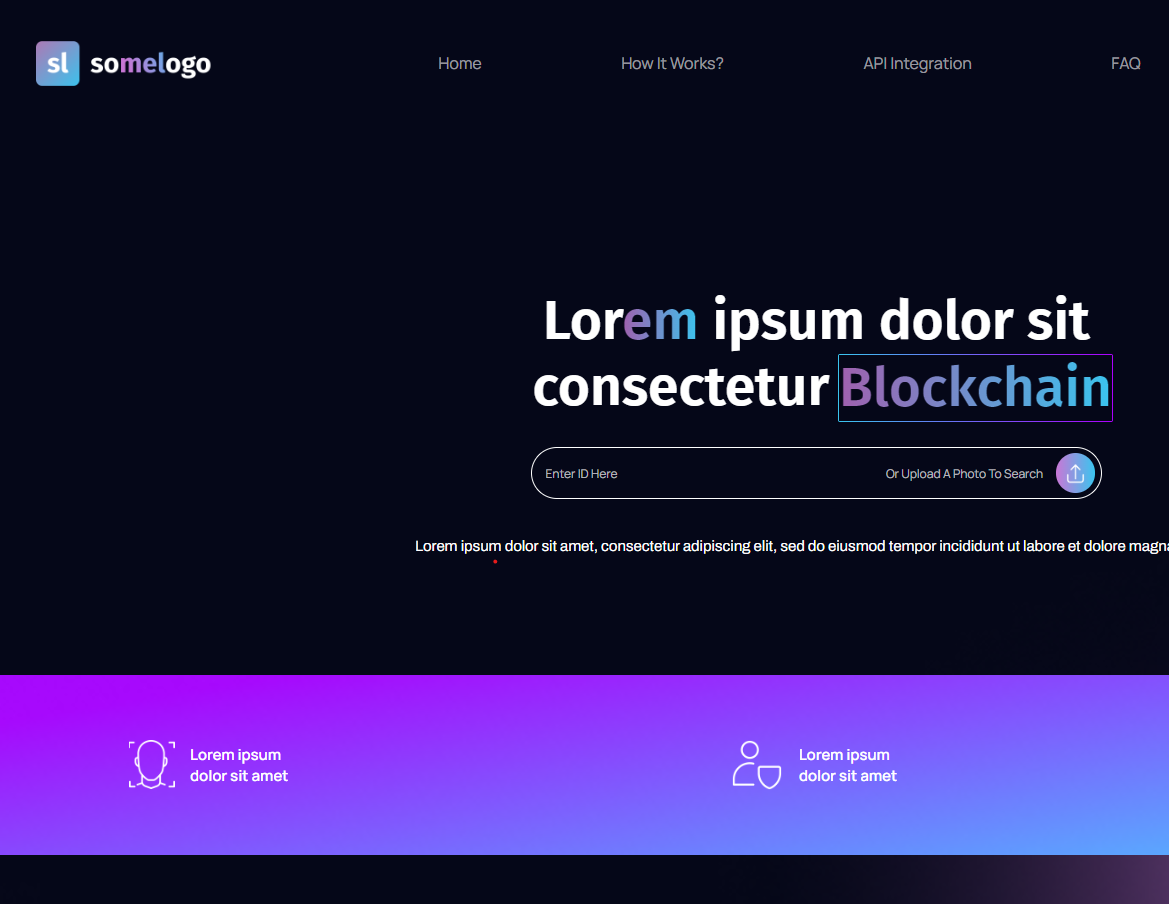 sl somelogo
Home
How It Works?
API Integration
FAQ
Lorem ipsum dolor sit
consectetur Blockchain
Enter ID Here
Or Upload A Photo To Search
Lorem ipsum dolor sit amet, consectetur adipiscing elit, sed do eiusmod tempor incididunt ut labore et dolore magna
Lorem ipsum
dolor sit amet
Lorem ipsum
dolor sit amet